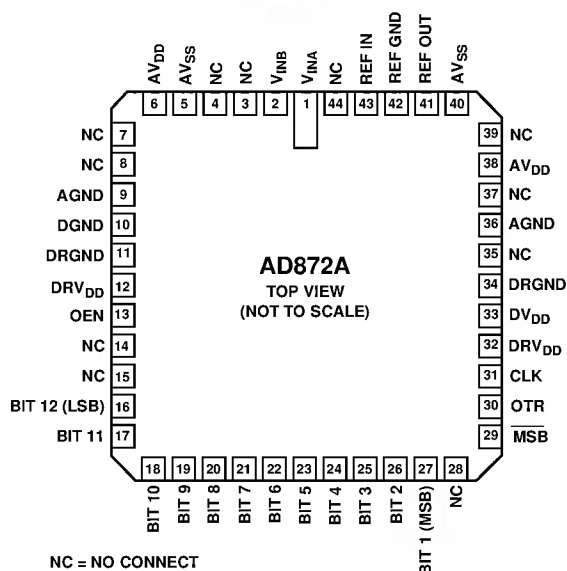 AVDD AVSS NC NC VINB VINA NC REF IN REF GND REF OUT AVSS
6 5 4 3 2 1 44 43 42 41 40
NC 7
NC 8
AGND 9
DGND 10
DRGND 11
DRVDD 12
OEN 13
NC 14
NC 15
BIT 12 (LSB) 16
BIT 11 17
AD872A
TOP VIEW
(NOT TO SCALE)
39 NC
38 AVDD
37 NC
36 AGND
35 NC
34 DRGND
33 DVDD
32 DRVDD
31 CLK
30 OTR
29 MSB
18 19 20 21 22 23 24 25 26 27 28
BIT 10 BIT 9 BIT 8 BIT 7 BIT 6 BIT 5 BIT 4 BIT 3 BIT 2 BIT 1 (MSB) NC
NC = NO CONNECT